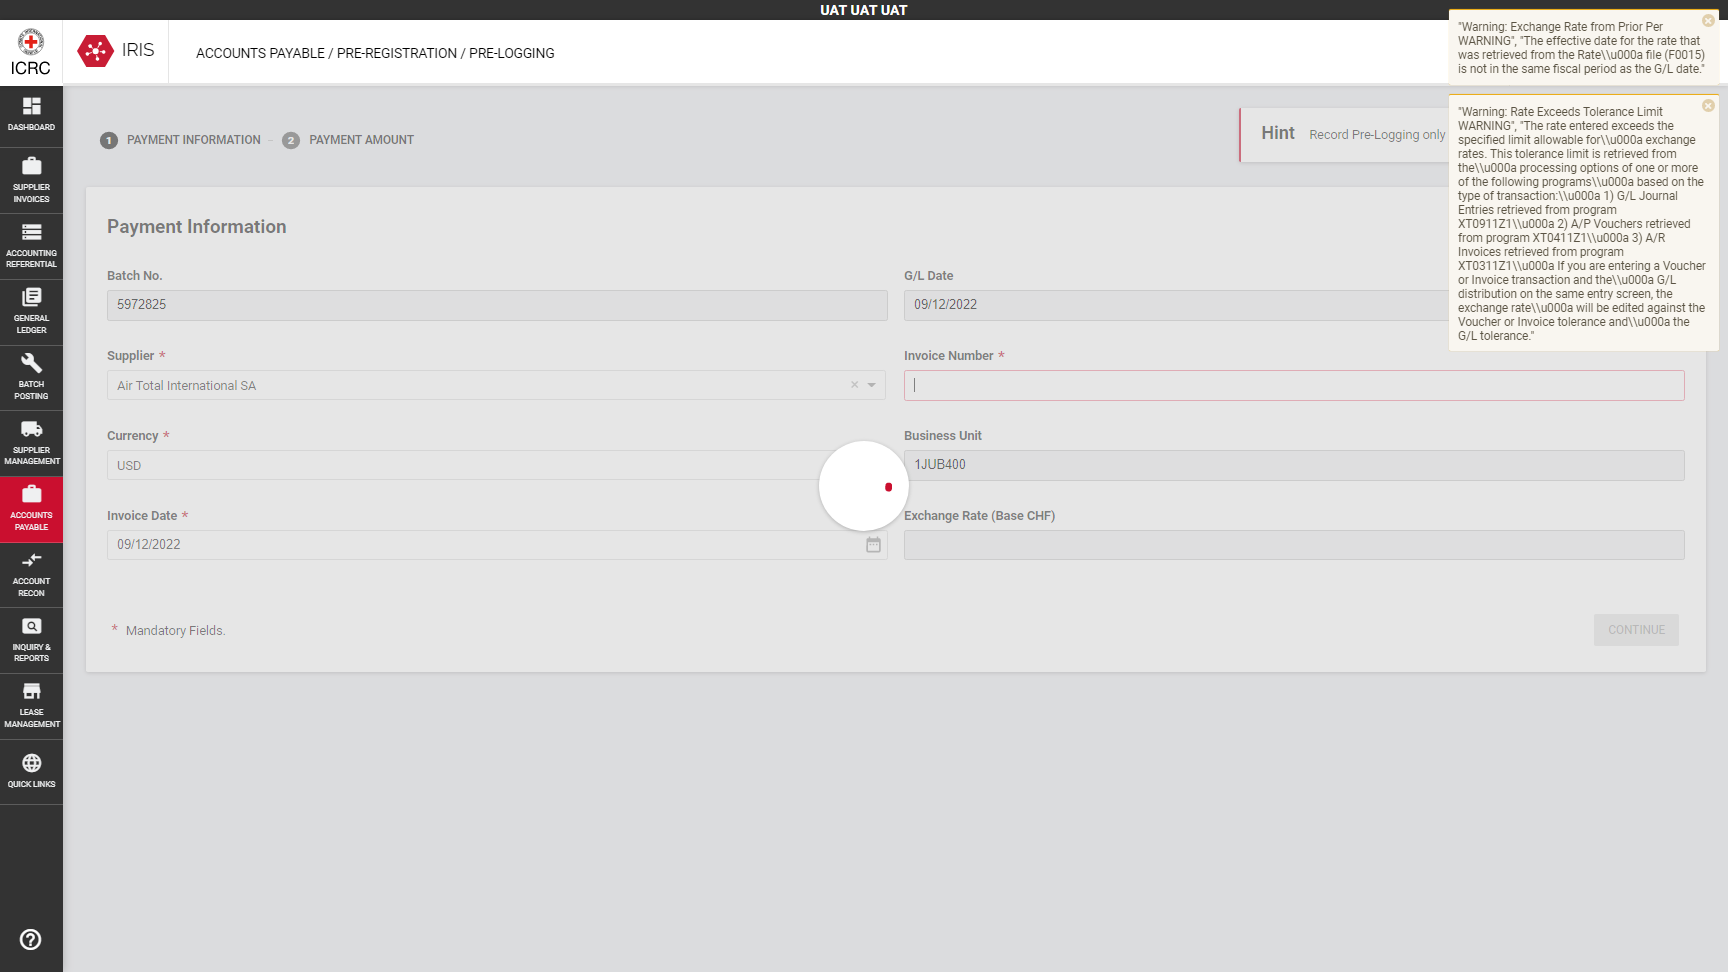 UAT UAT UAT
ICRC
IRIS
ACCOUNTS PAYABLE / PRE-REGISTRATION / PRE-LOGGING
"Warning: Exchange Rate from Prior Per
WARNING", "The effective date for the rate that
was retrieved from the Rate\\u000a file (F0015)
is not in the same fiscal period as the G/L date."
"Warning: Rate Exceeds Tolerance Limit
WARNING", "The rate entered exceeds the
specified limit allowable for\\u000a exchange
rates. This tolerance limit is retrieved from
the\\u000a processing options of one or more
of the following programs\\u000a based on the
type of transaction:\\u000a 1) G/L Journal
Entries retrieved from program
XT0911Z1\\u000a 2) A/P Vouchers retrieved
from program XT0411Z1\\u000a 3) A/R
Invoices retrieved from program
XT0311Z1\\u000a If you are entering a Voucher
or Invoice transaction and the\\u000a G/L
distribution on the same entry screen, the
exchange rate\\u000a will be edited against the
Voucher or Invoice tolerance and\\u000a the
G/L tolerance."
DASHBOARD
SUPPLIER
INVOICES
ACCOUNTING
REFERENTIAL
GENERAL
LEDGER
BATCH
POSTING
SUPPLIER
MANAGEMENT
ACCOUNTS
PAYABLE
ACCOUNT
RECON
INQUIRY &
REPORTS
LEASE
MANAGEMENT
QUICK LINKS
1 PAYMENT INFORMATION - 2 PAYMENT AMOUNT
Hint Record Pre-Logging only
Payment Information
Batch No.
5972825
G/L Date
09/12/2022
Supplier *
Air Total International SA
Invoice Number *
Currency *
USD
Business Unit
1JUB400
Invoice Date *
09/12/2022
Exchange Rate (Base CHF)
* Mandatory Fields.
CONTINUE